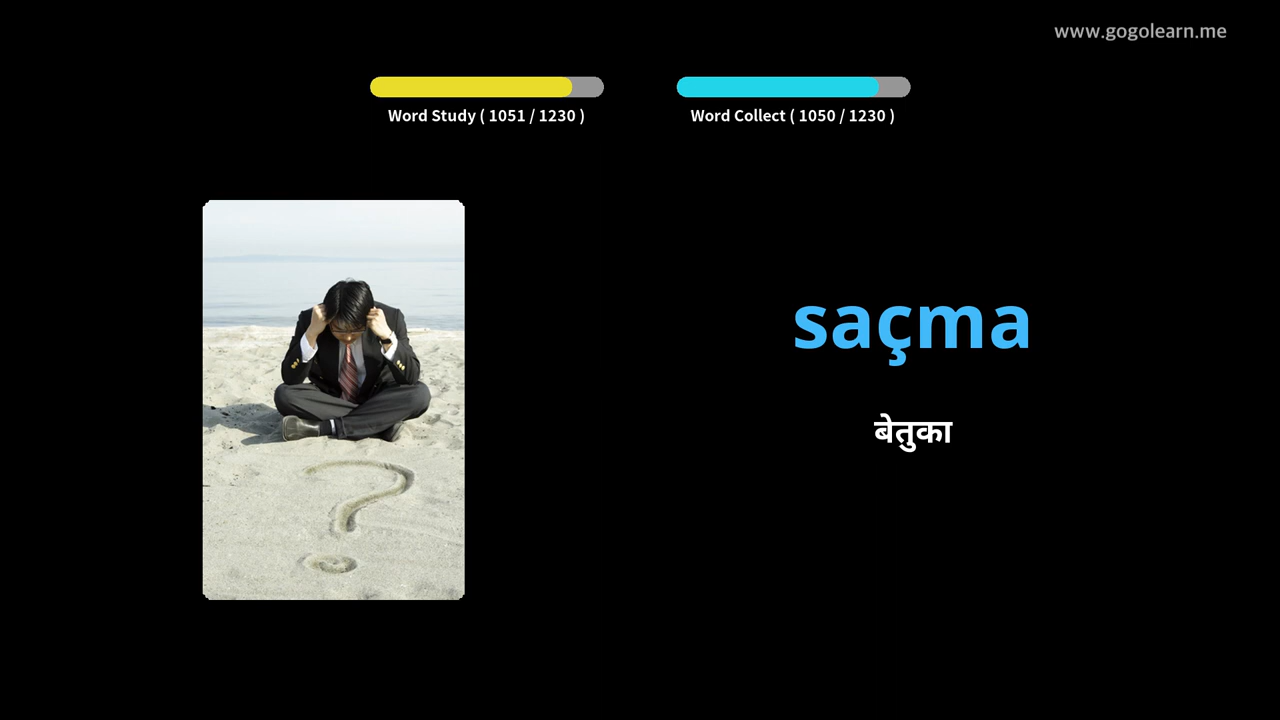 www.gogolearn.me
Word Study ( 1051 / 1230 )
Word Collect ( 1050 / 1230 )
saçma
बेतुका
?